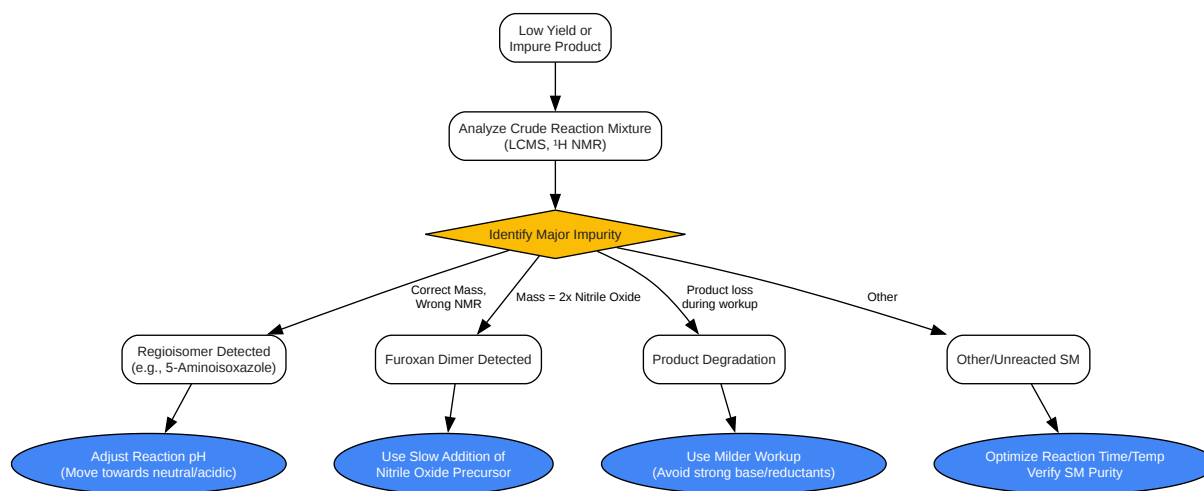 Low Yield or
Impure Product
Analyze Crude Reaction Mixture
(LCMS, ¹H NMR)
Identify Major Impurity
Correct Mass,
Wrong NMR
Mass = 2x Nitrile Oxide
Product loss
during workup
Other
Regioisomer Detected
(e.g., 5-Aminoisoxazole)
Furoxan Dimer Detected
Product Degradation
Other/Unreacted SM
Adjust Reaction pH
(Move towards neutral/acidic)
Use Slow Addition of
Nitrile Oxide Precursor
Use Milder Workup
(Avoid strong base/reductants)
Optimize Reaction Time/Temp
Verify SM Purity